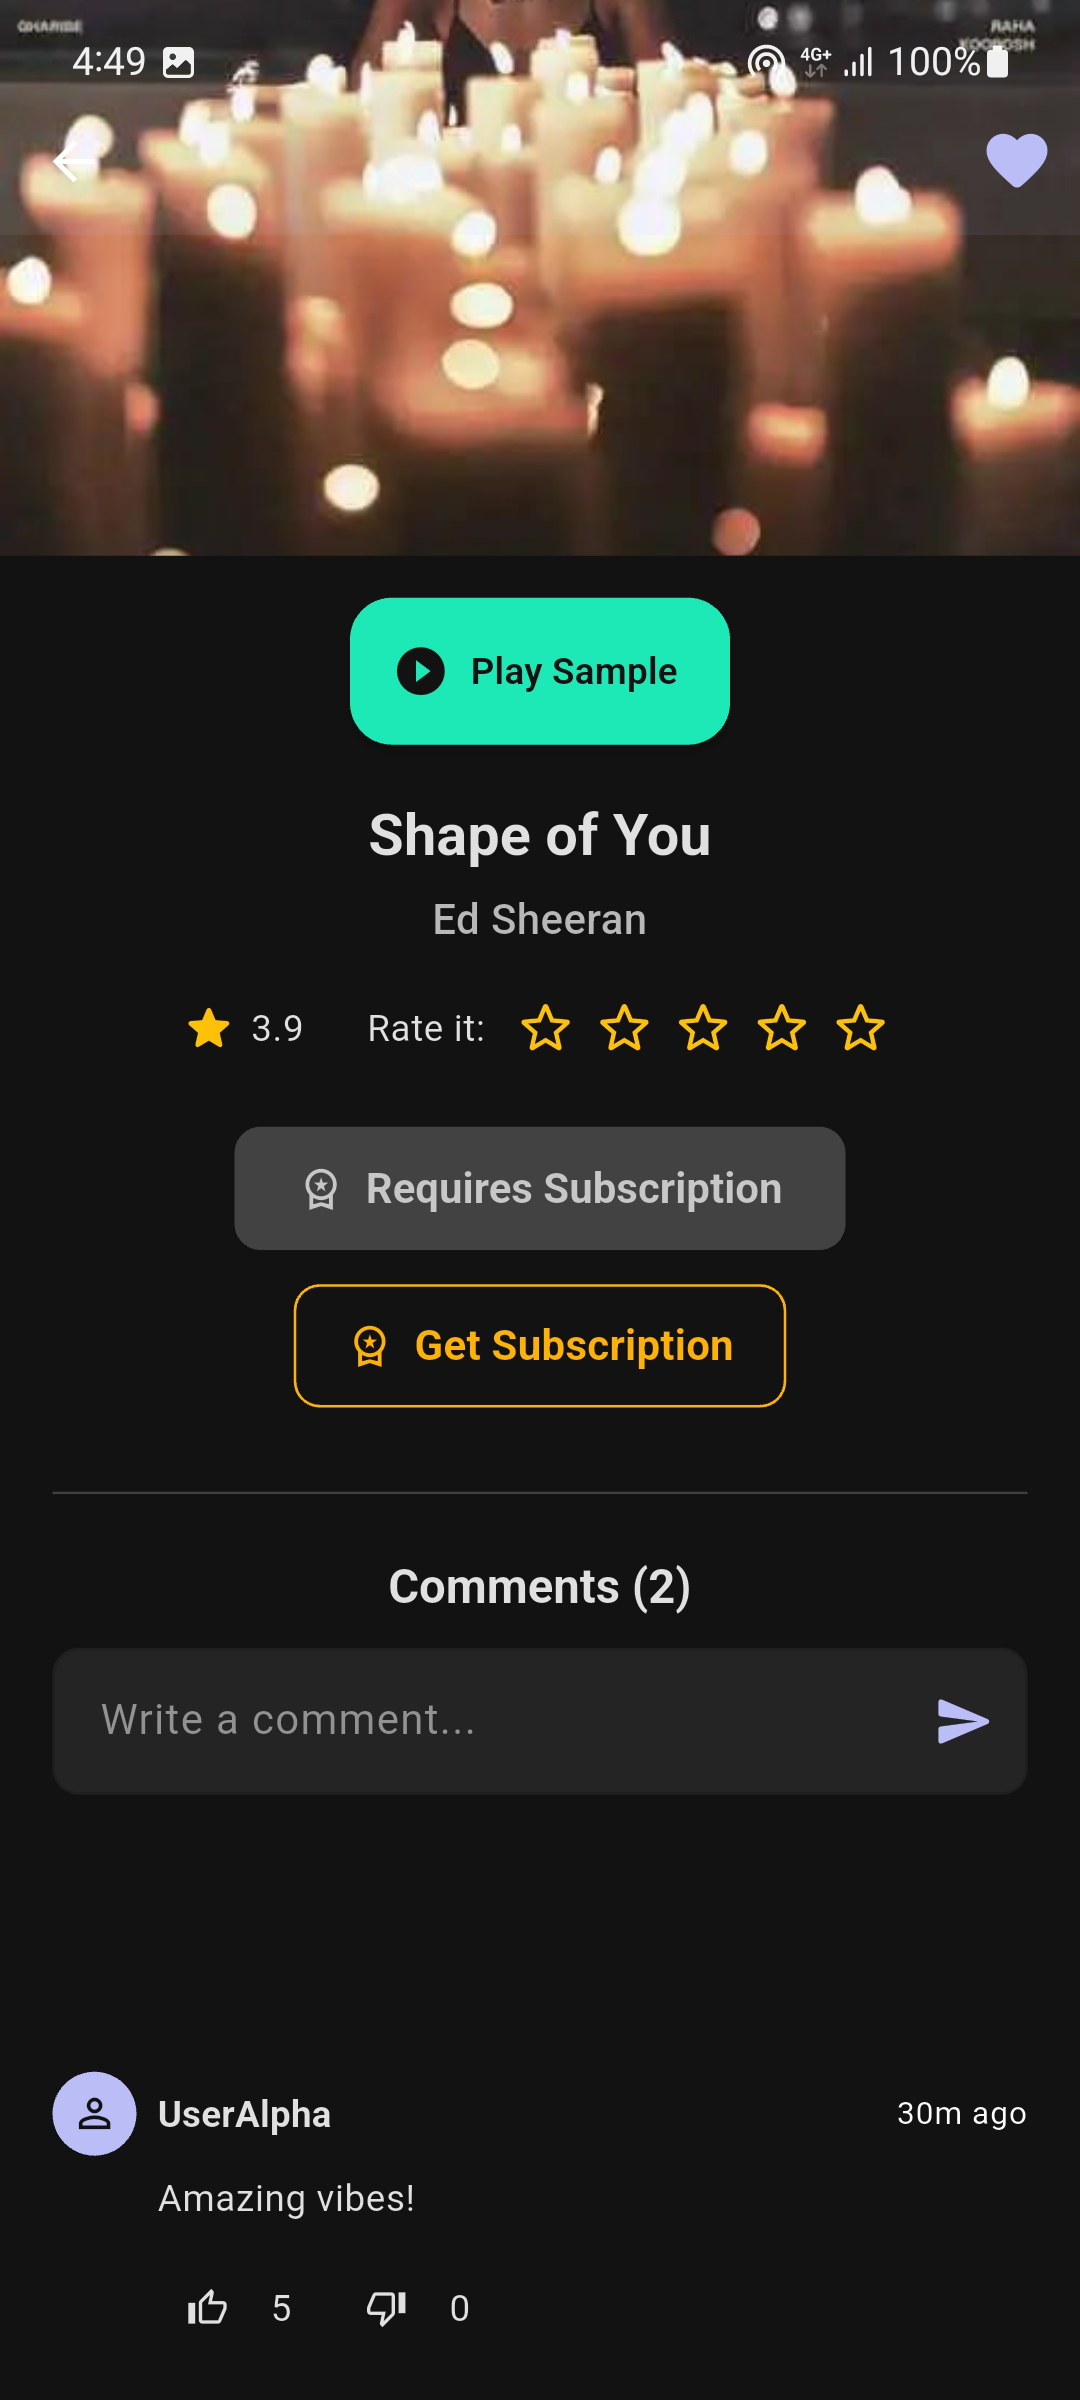 GHARIBE
RAHA
KOOROSH
4:49
4G+
100%
Play Sample
Shape of You
Ed Sheeran
3.9
Rate it:
Requires Subscription
Get Subscription
Comments (2)
Write a comment...
UserAlpha
30m ago
Amazing vibes!
5
0